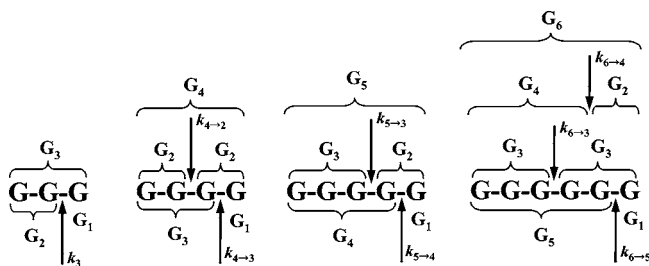 G3
G-G-G
G2
G1
k3
G4
k4→2
G2 G2
G-G-G-G
G3
G1
k4→3
G5
k5→3
G3 G2
G-G-G-G-G
G4
G1
k5→4
G6
k6→4
G4 G2
k6→3
G3 G3
G-G-G-G-G-G
G5
G1
k6→5